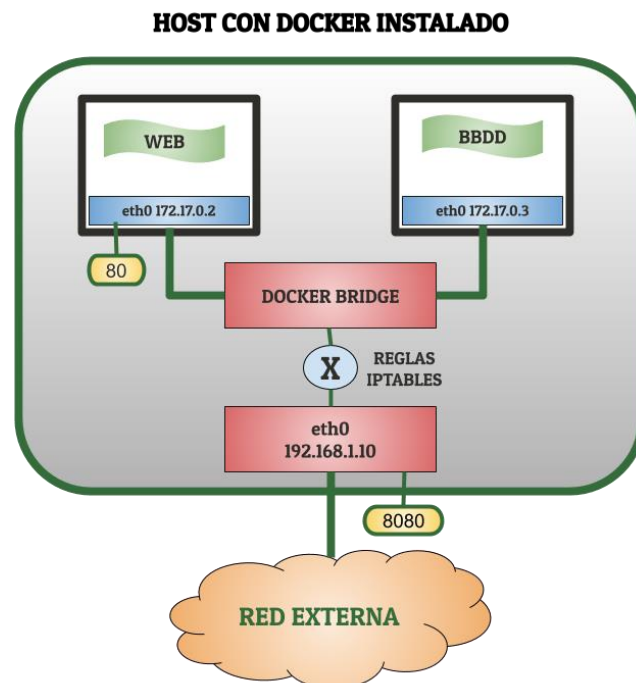 HOST CON DOCKER INSTALADO
WEB
BBDD
eth0 172.17.0.2
eth0 172.17.0.3
80
DOCKER BRIDGE
X
REGLAS
IPTABLES
eth0
192.168.1.10
8080
RED EXTERNA